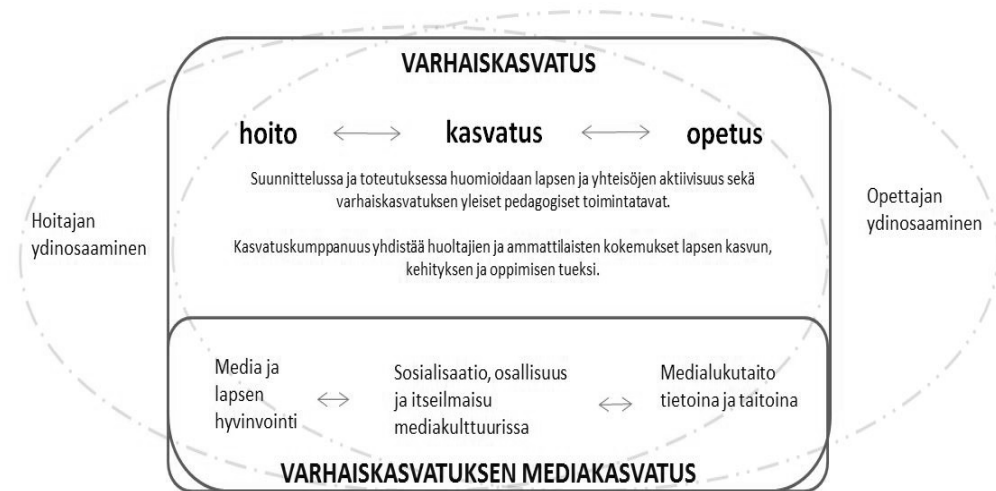 VARHAISKASVATUS
hoito kasvatus opetus
Suunnittelussa ja toteutuksessa huomioidaan lapsen ja yhteisöjen aktiivisuus sekä
varhaiskasvatuksen yleiset pedagogiset toimintatavat.
Kasvatuskumppanuus yhdistää huoltajien ja ammattilaisten kokemukset lapsen kasvun,
kehityksen ja oppimisen tueksi.
Hoitajan
ydinosaaminen
Opettajan
ydinosaaminen
Media ja
lapsen
hyvinvointi
Sosialisaatio, osallisuus
ja itseilmaisu
mediakulttuurissa
Medialukutaito
tietoina ja taitoina
VARHAISKASVATUKSEN MEDIAKASVATUS